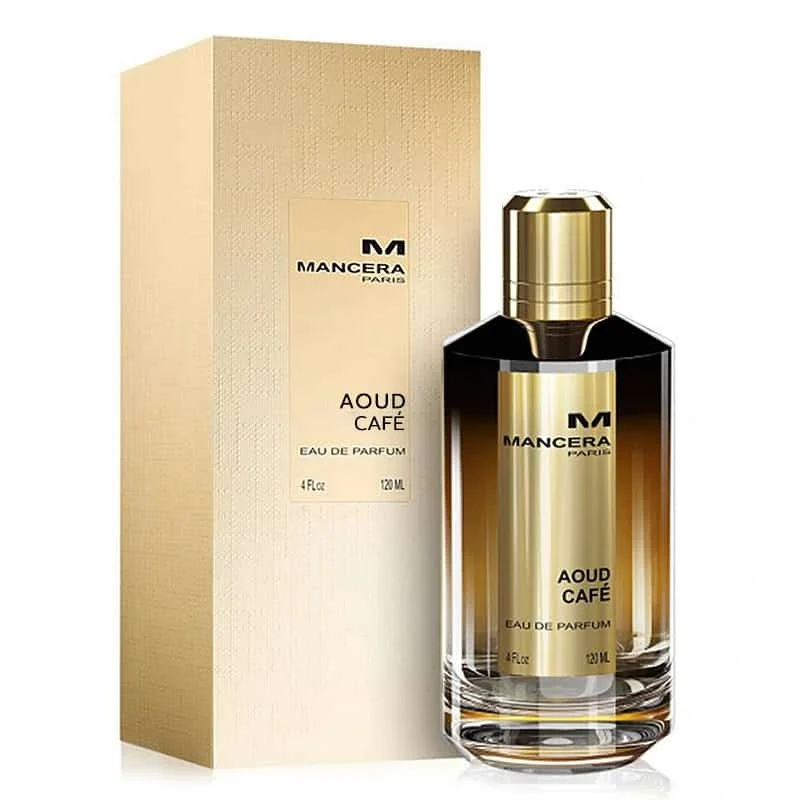 M
MANCERA
PARIS
AOUD
CAFÉ
EAU DE PARFUM
4 FLoz 120 ML
M
MANCERA
PARIS
AOUD
CAFÉ
EAU DE PARFUM
4 FLoz 120 ML